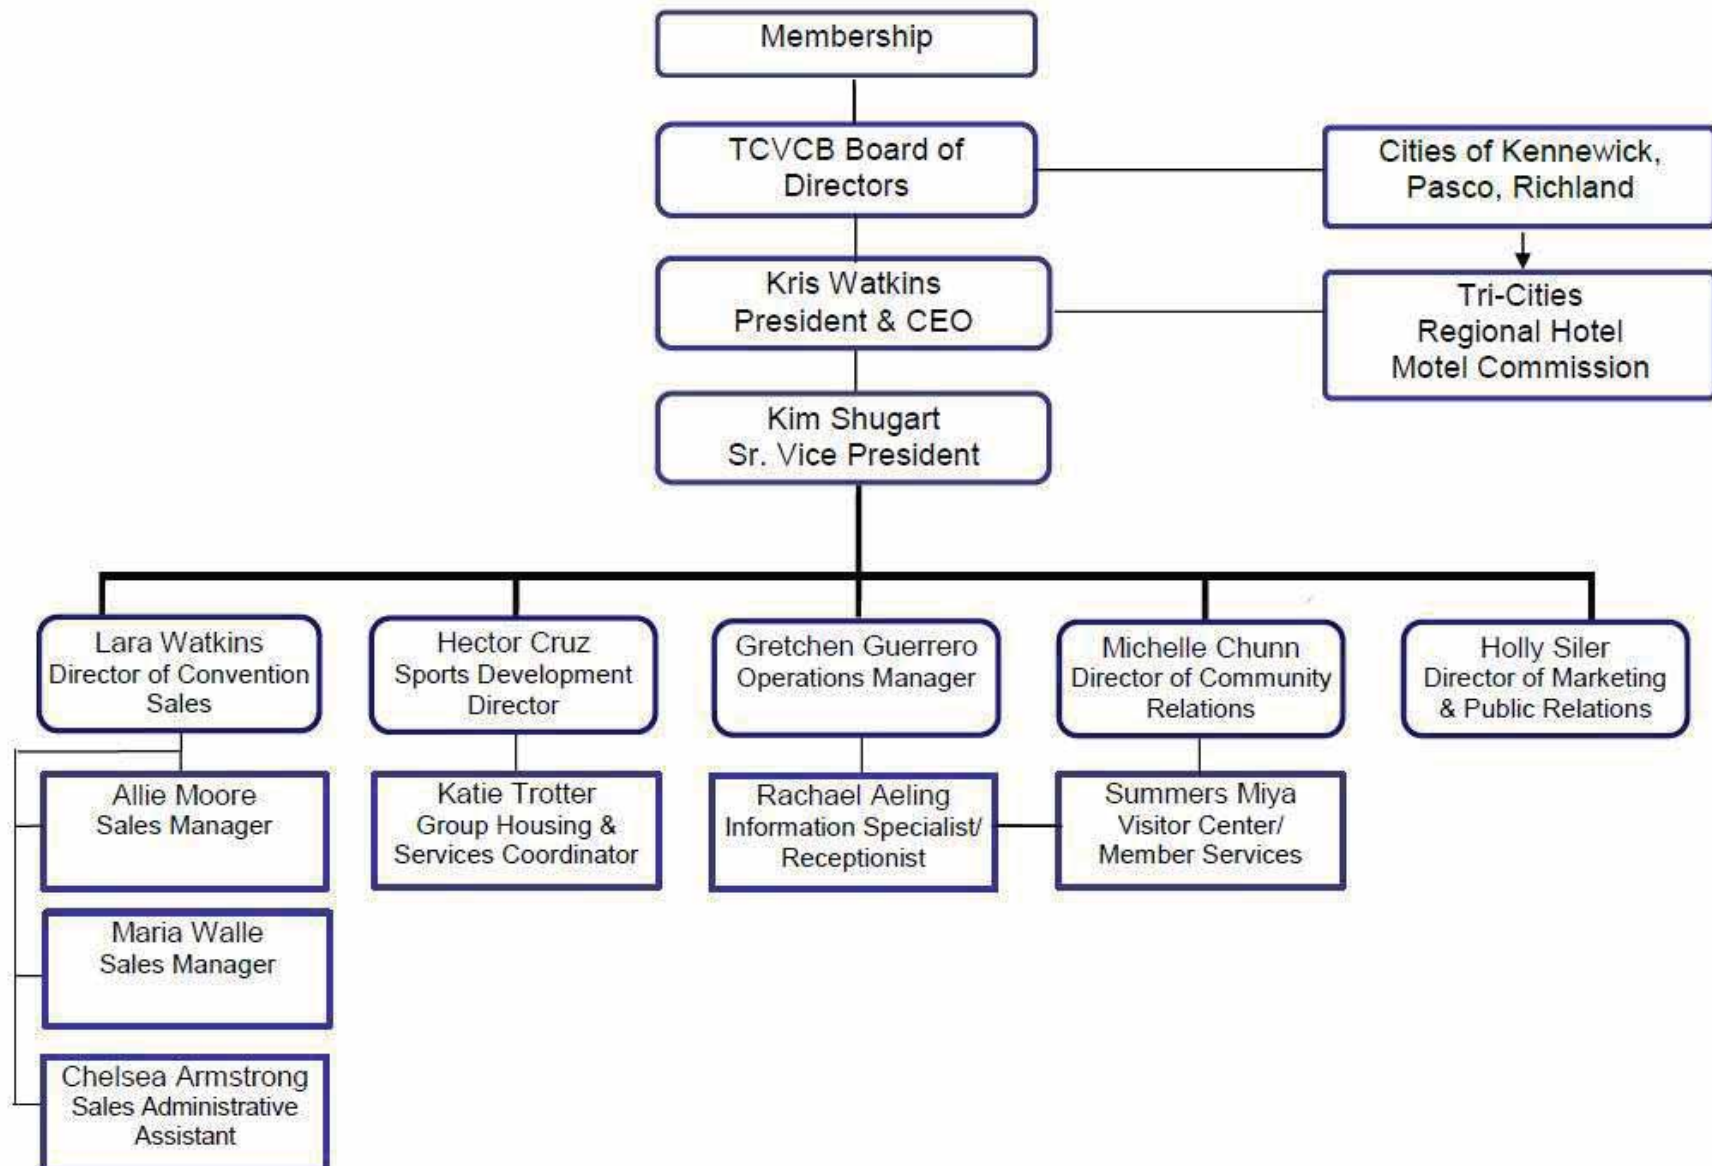 Membership
TCVCB Board of
Directors
Cities of Kennewick,
Pasco, Richland
Kris Watkins
President & CEO
Tri-Cities
Regional Hotel
Motel Commission
Kim Shugart
Sr. Vice President
Lara Watkins
Director of Convention
Sales
Hector Cruz
Sports Development
Director
Gretchen Guerrero
Operations Manager
Michelle Chunn
Director of Community
Relations
Holly Siler
Director of Marketing
& Public Relations
Allie Moore
Sales Manager
Katie Trotter
Group Housing &
Services Coordinator
Rachael Aeling
Information Specialist/
Receptionist
Summers Miya
Visitor Center/
Member Services
Maria Walle
Sales Manager
Chelsea Armstrong
Sales Administrative
Assistant